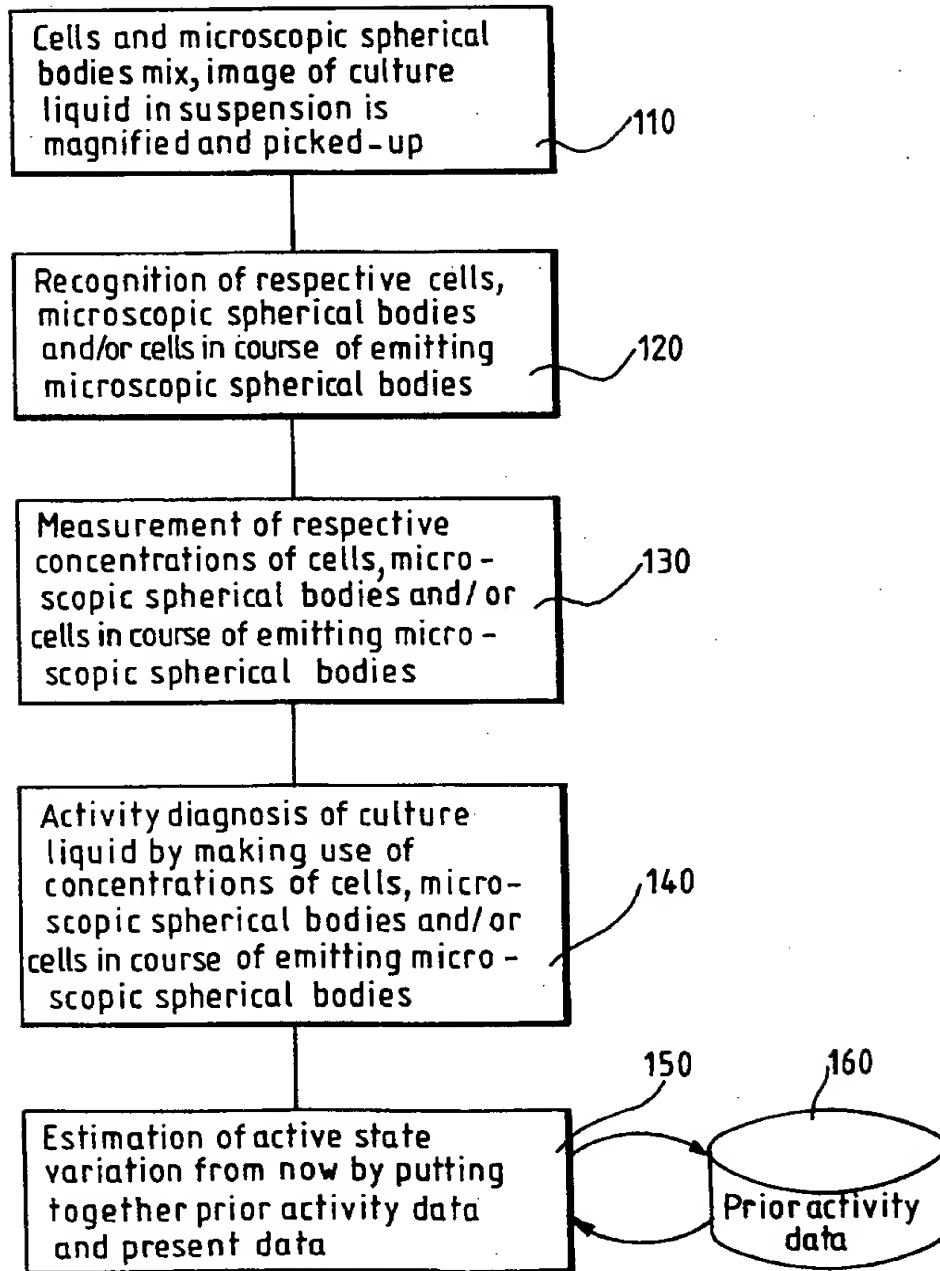 Cells and microscopic spherical
bodies mix, image of culture
liquid in suspension is
magnified and picked-up
110
Recognition of respective cells,
microscopic spherical bodies
and/or cells in course of emitting
microscopic spherical bodies
120
Measurement of respective
concentrations of cells, micro-
scopic spherical bodies and/or
cells in course of emitting micro-
scopic spherical bodies
130
Activity diagnosis of culture
liquid by making use of
concentrations of cells, micro-
scopic spherical bodies and/or
cells in course of emitting micro-
scopic spherical bodies
140
150
160
Estimation of active state
variation from now by putting
together prior activity data
and present data
Prior activity
data